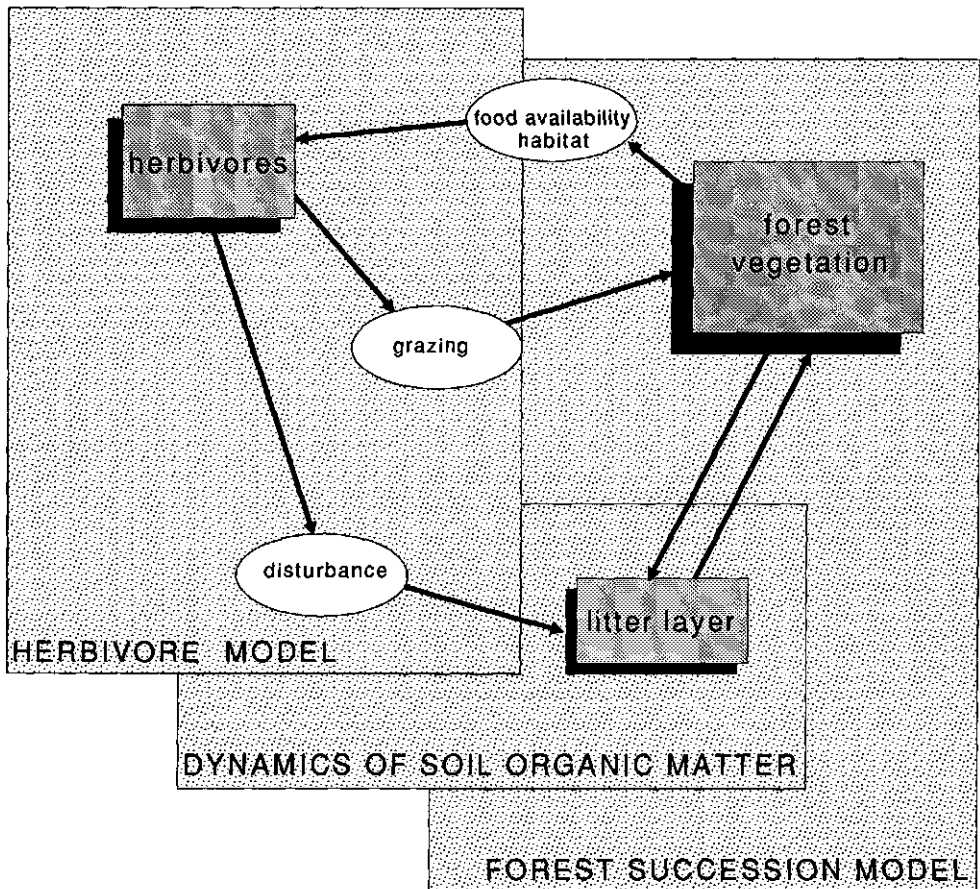 food availability
habitat
herbivores
forest
vegetation
grazing
disturbance
litter layer
HERBIVORE MODEL
DYNAMICS OF SOIL ORGANIC MATTER
FOREST SUCCESSION MODEL